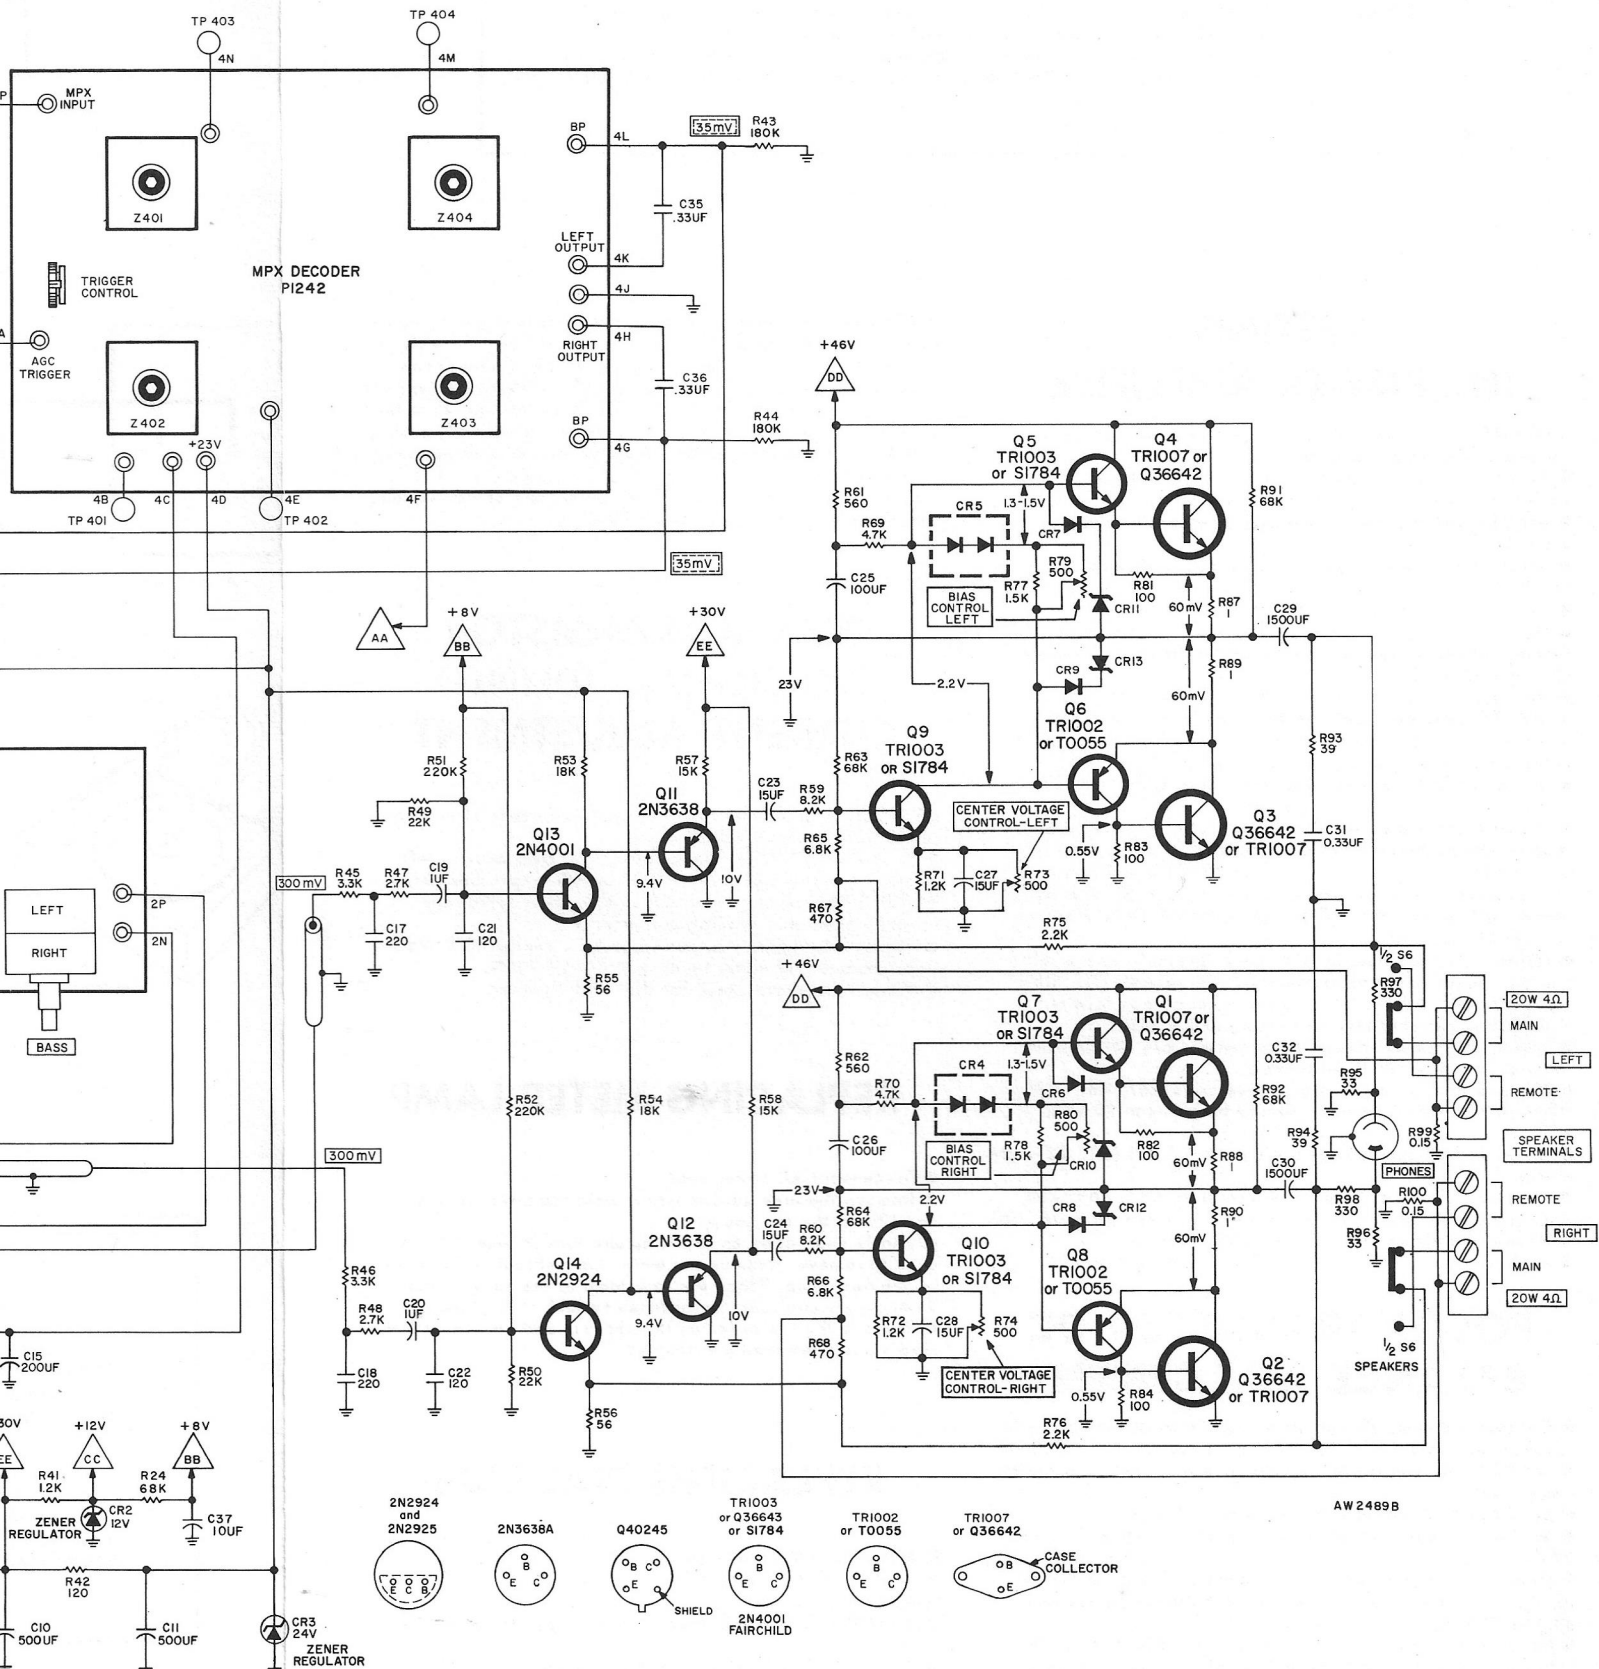 TP 403
TP 404
4N
4M
P
MPX
INPUT
BP
4L
35mV
R43
180K
Z401
Z404
C35
.33UF
LEFT
OUTPUT
4K
MPX DECODER
P1242
TRIGGER
CONTROL
4J
4H
RIGHT
OUTPUT
A
AGC
TRIGGER
C36
.33UF
Z402
Z403
+23V
BP
4G
R44
180K
4B
4C
4D
4E
4F
TP 401
TP 402
35mV
+46V
DD
Q5
TR1003
or S1784
Q4
TR1007 or
Q36642
R61
560
R91
68K
CR5
1.3-1.5V
R69
4.7K
CR7
R79
500
R77
1.5K
R81
100
C25
100UF
BIAS
CONTROL
LEFT
CR11
60mV
R87
1
C29
1500UF
AA
+8V
BB
+30V
EE
23V
2.2V
CR9
CR13
R89
1
60mV
Q6
TR1002
or T0055
Q9
TR1003
OR S1784
R93
39
R51
220K
R53
18K
R57
15K
R63
68K
R49
22K
Q11
2N3638
C23
15UF
R59
8.2K
CENTER VOLTAGE
CONTROL-LEFT
Q3
Q36642
or TR1007
C31
0.33UF
Q13
2N4001
R65
6.8K
0.55V
R83
100
300 mV
R45
3.3K
R47
2.7K
C19
1UF
9.4V
10V
R71
1.2K
C27
15UF
R73
500
LEFT
RIGHT
2P
2N
C17
220
C21
120
R67
470
R75
2.2K
R55
56
+46V
DD
1/2 S6
R97
330
BASS
Q7
TR1003
OR S1784
Q1
TR1007 or
Q36642
20W 4Ω
MAIN
C32
0.33UF
LEFT
R62
560
CR4
1.3-1.5V
R70
4.7K
CR6
R80
500
R92
68K
R95
33
REMOTE
R52
220K
R54
18K
R58
15K
C26
100UF
BIAS
CONTROL
RIGHT
R78
1.5K
CR10
R82
100
R94
39
R99
0.15
SPEAKER
TERMINALS
300 mV
60mV
R88
1
C30
1500UF
PHONES
23V
2.2V
R98
330
R100
0.15
REMOTE
R64
68K
CR8
CR12
R90
1
RIGHT
Q12
2N3638
C24
15UF
R60
8.2K
60mV
R96
33
Q10
TR1003
OR S1784
Q8
TR1002
or T0055
MAIN
Q14
2N2924
R46
3.3K
R66
6.8K
20W 4Ω
R48
2.7K
C20
1UF
9.4V
10V
R72
1.2K
C28
15UF
R74
500
R68
470
1/2 S6
SPEAKERS
C15
200UF
C18
220
C22
120
R50
22K
CENTER VOLTAGE
CONTROL-RIGHT
0.55V
R84
100
Q2
Q36642
or TR1007
R56
56
R76
2.2K
30V
EE
+12V
CC
+8V
BB
R41
1.2K
R24
68K
CR2
12V
ZENER
REGULATOR
C37
10UF
AW2489B
2N2924
and
2N2925
2N3638A
Q40245
TR1003
or Q36643
or S1784
TR1002
or T0055
TR1007
or Q36642
E C B
B
E C
B C
E
SHIELD
B
E C
B
E C
B
E
CASE
COLLECTOR
2N4001
FAIRCHILD
R42
120
C10
500UF
C11
500UF
CR3
24V
ZENER
REGULATOR